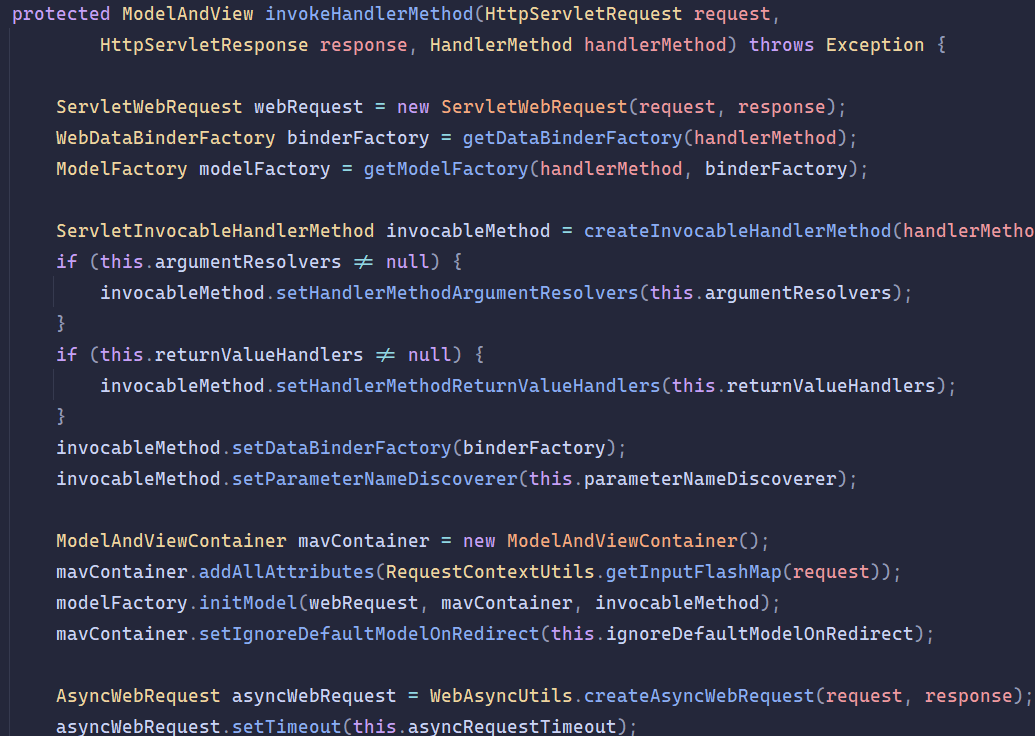 protected ModelAndView invokeHandlerMethod(HttpServletRequest request,
        HttpServletResponse response, HandlerMethod handlerMethod) throws Exception {

    ServletWebRequest webRequest = new ServletWebRequest(request, response);
    WebDataBinderFactory binderFactory = getDataBinderFactory(handlerMethod);
    ModelFactory modelFactory = getModelFactory(handlerMethod, binderFactory);

    ServletInvocableHandlerMethod invocableMethod = createInvocableHandlerMethod(handlerMetho
    if (this.argumentResolvers != null) {
        invocableMethod.setHandlerMethodArgumentResolvers(this.argumentResolvers);
    }
    if (this.returnValueHandlers != null) {
        invocableMethod.setHandlerMethodReturnValueHandlers(this.returnValueHandlers);
    }
    invocableMethod.setDataBinderFactory(binderFactory);
    invocableMethod.setParameterNameDiscoverer(this.parameterNameDiscoverer);

    ModelAndViewContainer mavContainer = new ModelAndViewContainer();
    mavContainer.addAllAttributes(RequestContextUtils.getInputFlashMap(request));
    modelFactory.initModel(webRequest, mavContainer, invocableMethod);
    mavContainer.setIgnoreDefaultModelOnRedirect(this.ignoreDefaultModelOnRedirect);

    AsyncWebRequest asyncWebRequest = WebAsyncUtils.createAsyncWebRequest(request, response);
    asyncWebRequest.setTimeout(this.asyncRequestTimeout);